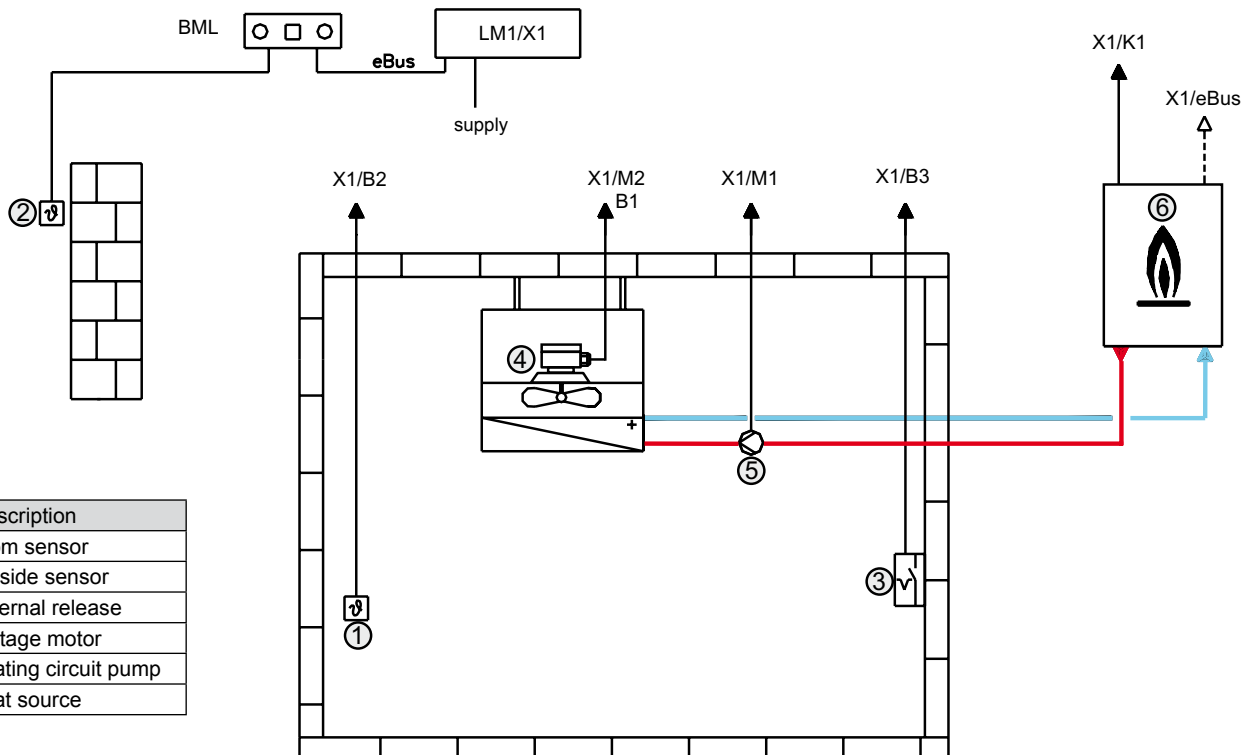 BML
LM1/X1
eBus
supply
X1/K1
X1/eBus
X1/B2
X1/M2
B1
X1/M1
X1/B3
2 ϑ
6
4
+
5
3
ϑ
1
scription
om sensor
side sensor
ernal release
tage motor
ating circuit pump
at source